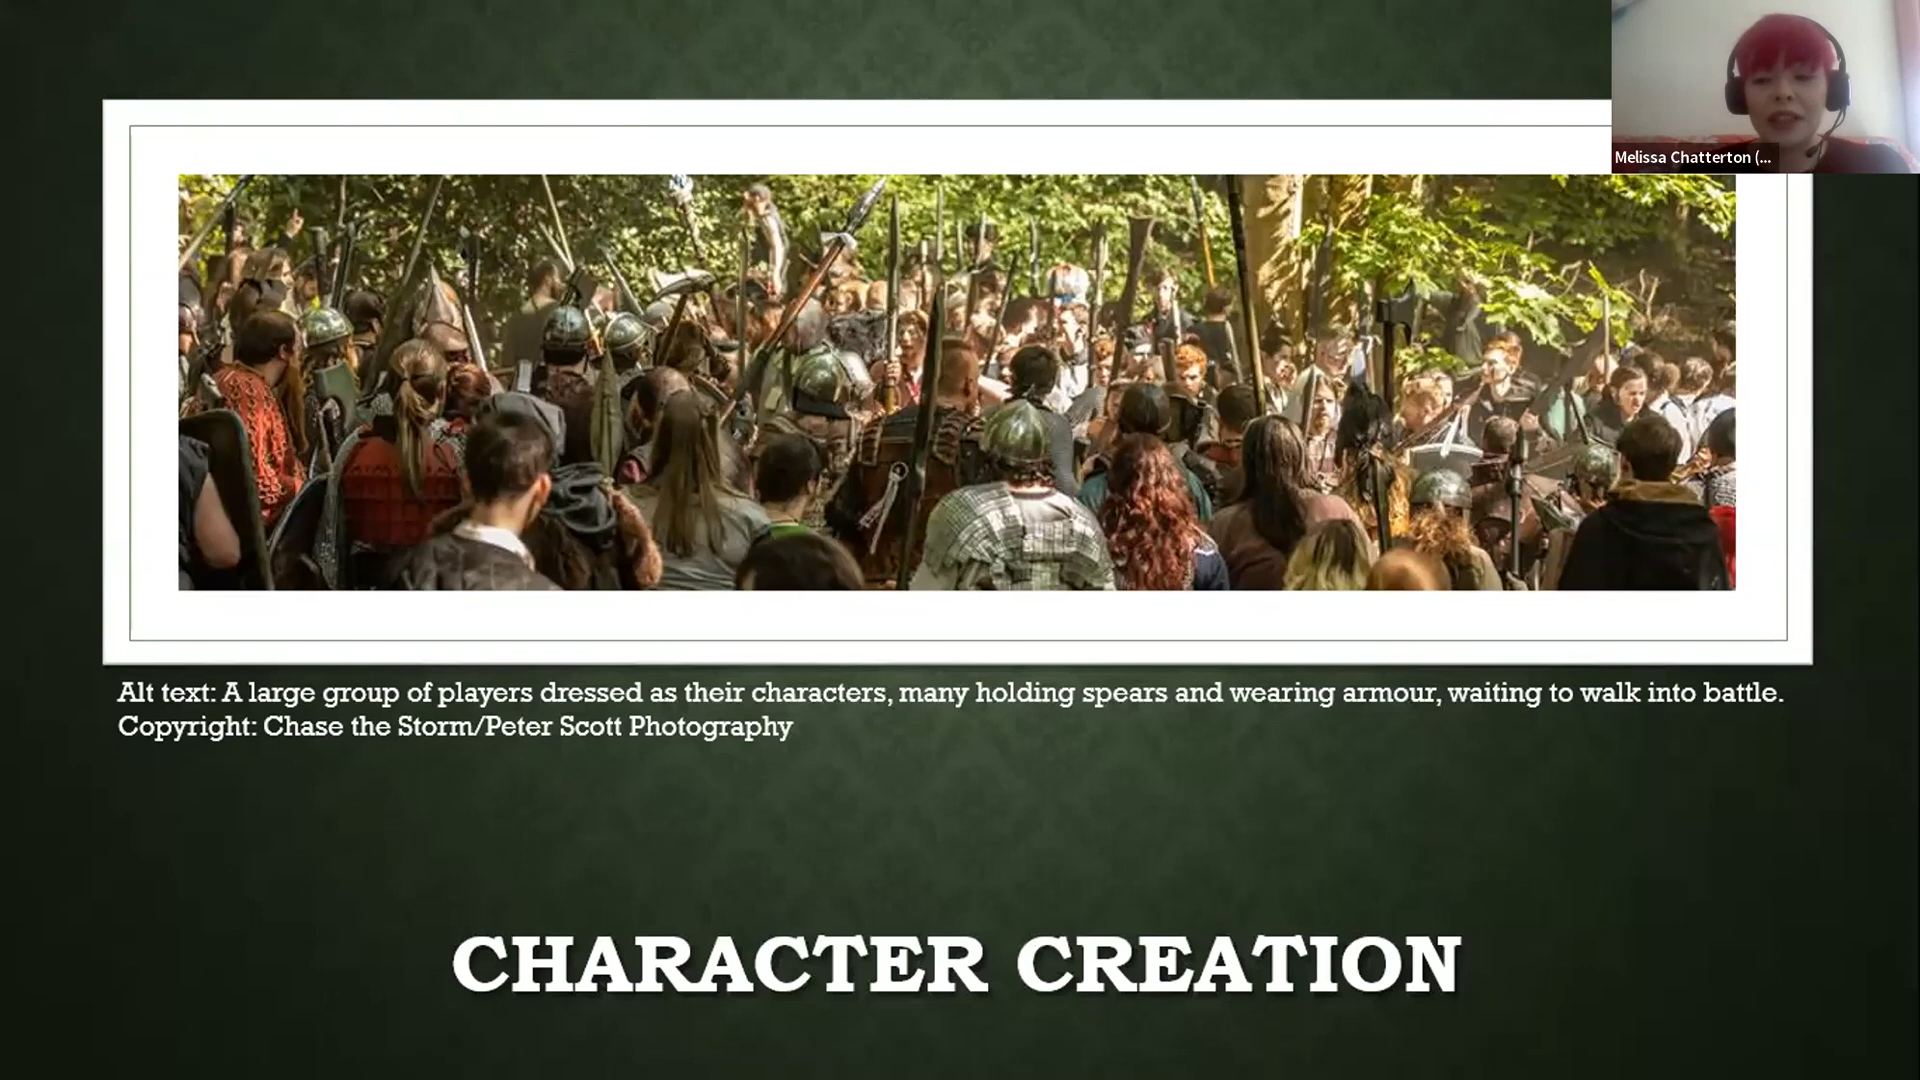 Melissa Chatterton (...
Alt text: A large group of players dressed as their characters, many holding spears and wearing armour, waiting to walk into battle.
Copyright: Chase the Storm/Peter Scott Photography
CHARACTER CREATION